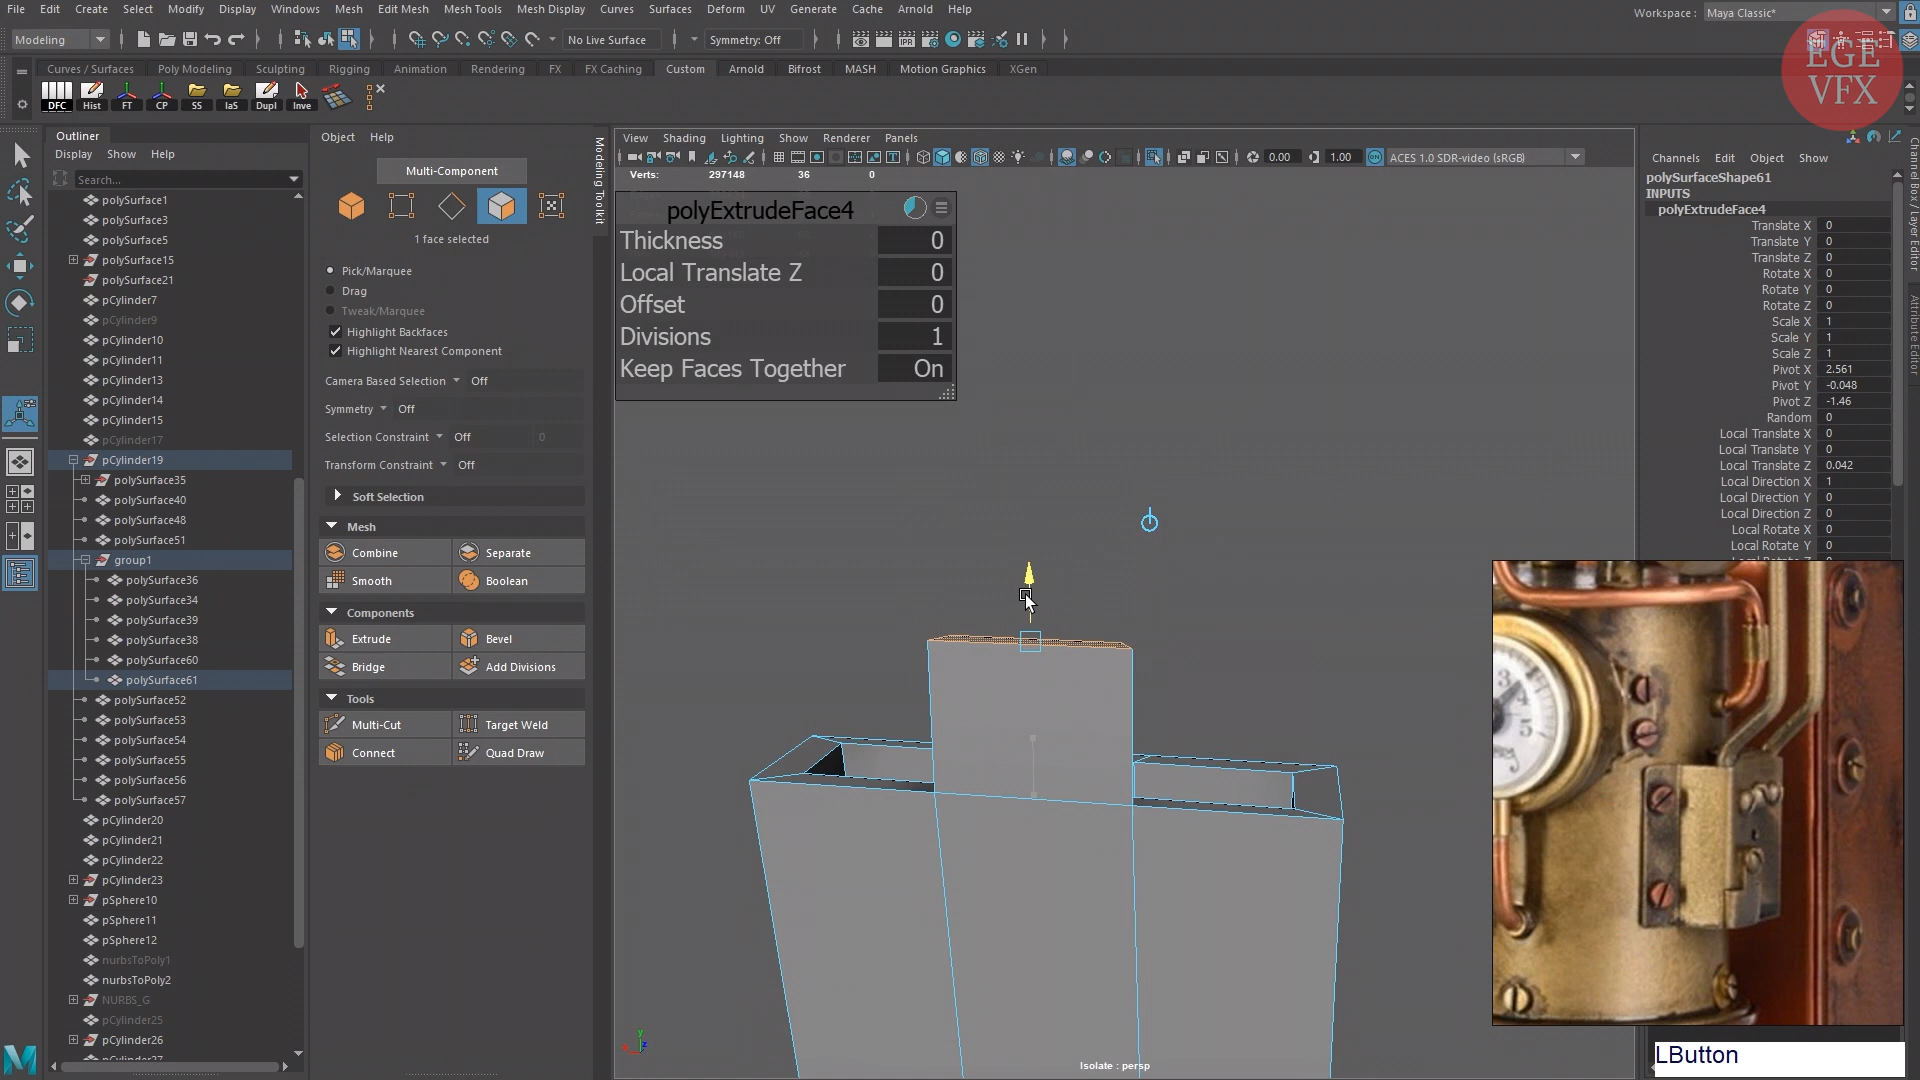 File Edit Create Select Modify Display Windows Mesh Edit Mesh Mesh Tools Mesh Display Curves Surfaces Deform UV Generate Cache Arnold Help
Workspace : Maya Classic*
Modeling No Live Surface Symmetry: Off
EGE
VFX
Curves / Surfaces Poly Modeling Sculpting Rigging Animation Rendering FX FX Caching Custom Arnold Bifrost MASH Motion Graphics XGen
DFC Hist FT CP SS IaS Dupl Inve
Outliner
Display Show Help
Search...
polySurface1
polySurface3
polySurface5
polySurface15
polySurface21
pCylinder7
pCylinder9
pCylinder10
pCylinder11
pCylinder13
pCylinder14
pCylinder15
pCylinder17
pCylinder19
polySurface35
polySurface40
polySurface48
polySurface51
group1
polySurface36
polySurface34
polySurface39
polySurface38
polySurface60
polySurface61
polySurface52
polySurface53
polySurface54
polySurface55
polySurface56
polySurface57
pCylinder20
pCylinder21
pCylinder22
pCylinder23
pSphere10
pSphere11
pSphere12
nurbsToPoly1
nurbsToPoly2
NURBS_G
pCylinder25
pCylinder26
pCylinder27
Object Help
Multi-Component
1 face selected
Pick/Marquee
Drag
Tweak/Marquee
Highlight Backfaces
Highlight Nearest Component
Camera Based Selection Off
Symmetry Off
Selection Constraint Off 0
Transform Constraint Off
Soft Selection
Mesh
Combine Separate
Smooth Boolean
Components
Extrude Bevel
Bridge Add Divisions
Tools
Multi-Cut Target Weld
Connect Quad Draw
Modeling Toolkit
View Shading Lighting Show Renderer Panels
0.00 1.00 ACES 1.0 SDR-video (sRGB)
Verts: 297148 36 0
polyExtrudeFace4
Thickness 0
Local Translate Z 0
Offset 0
Divisions 1
Keep Faces Together On
Isolate : persp
y
z
Channels Edit Object Show
polySurfaceShape61
INPUTS
polyExtrudeFace4
Translate X 0
Translate Y 0
Translate Z 0
Rotate X 0
Rotate Y 0
Rotate Z 0
Scale X 1
Scale Y 1
Scale Z 1
Pivot X 2.561
Pivot Y -0.048
Pivot Z -1.46
Random 0
Local Translate X 0
Local Translate Y 0
Local Translate Z 0.042
Local Direction X 1
Local Direction Y 0
Local Direction Z 0
Local Rotate X 0
Local Rotate Y 0
Channel Box / Layer Editor
Attribute Editor
3
4
5
LButton